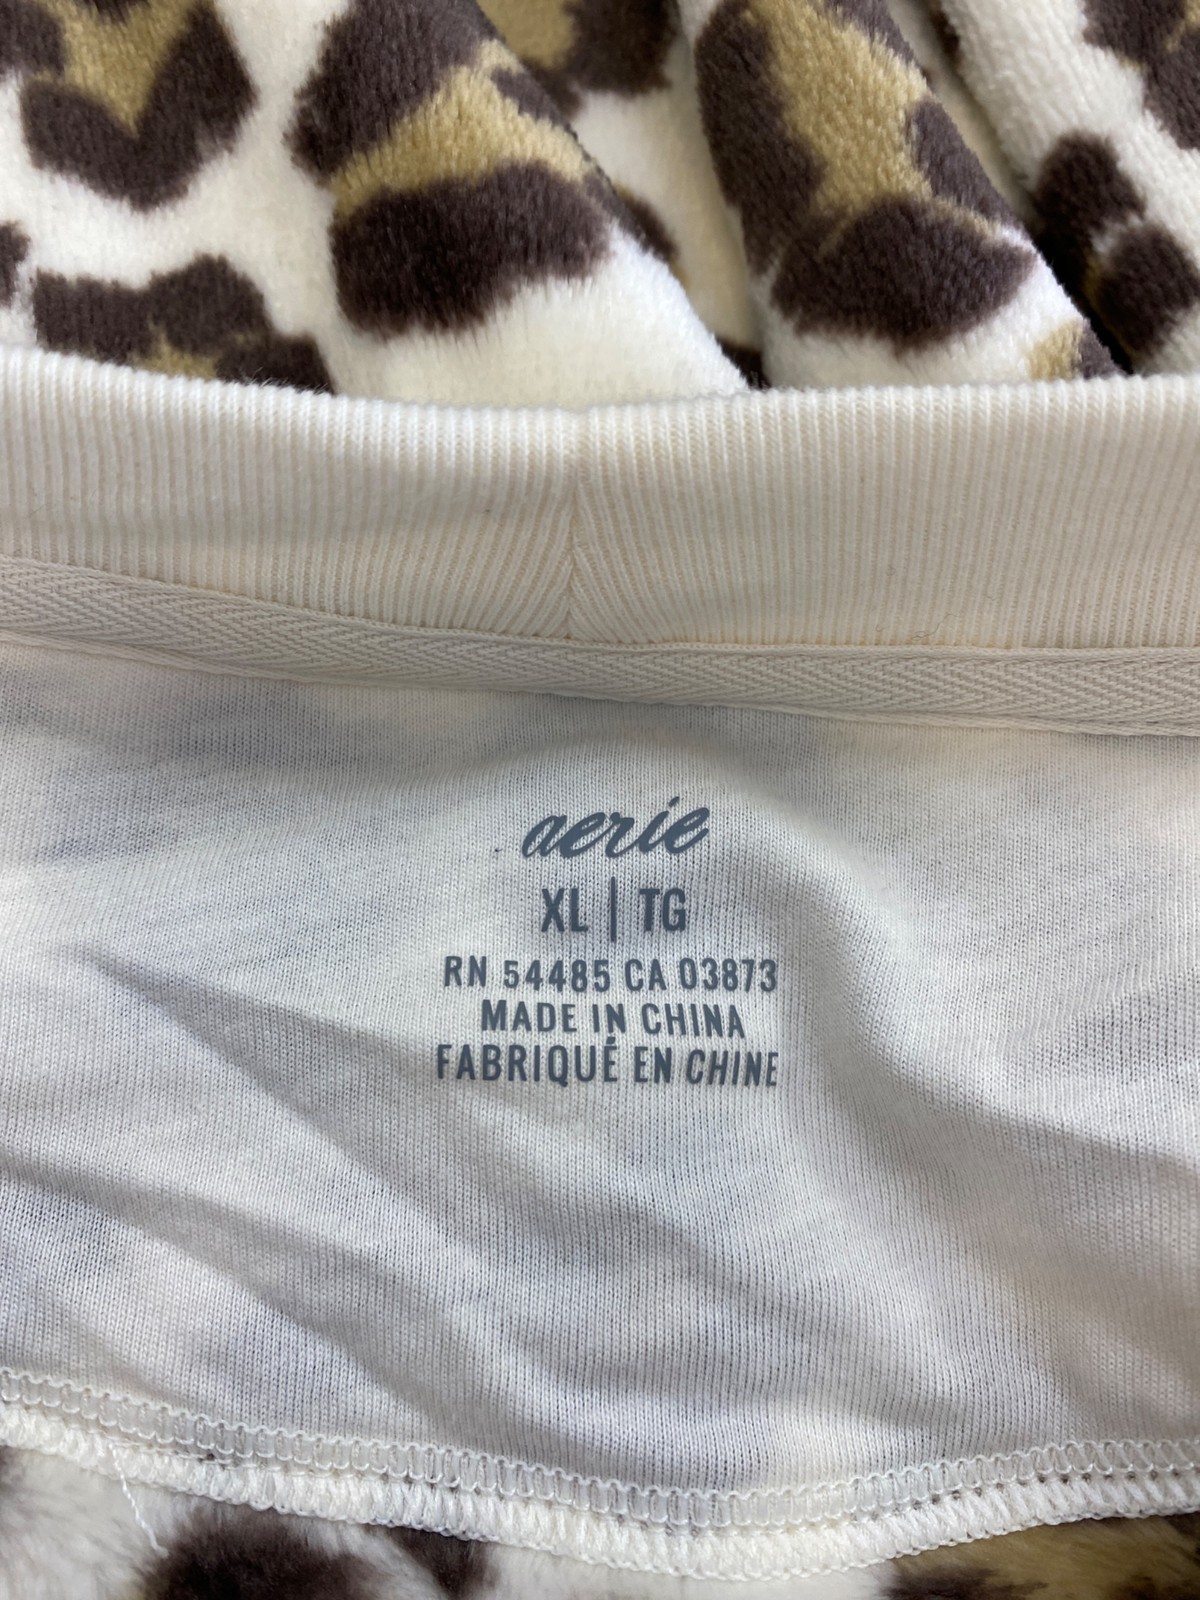 aerie
XL | TG
RN 54485 CA 03873
MADE IN CHINA
FABRIQUÉ EN CHINE